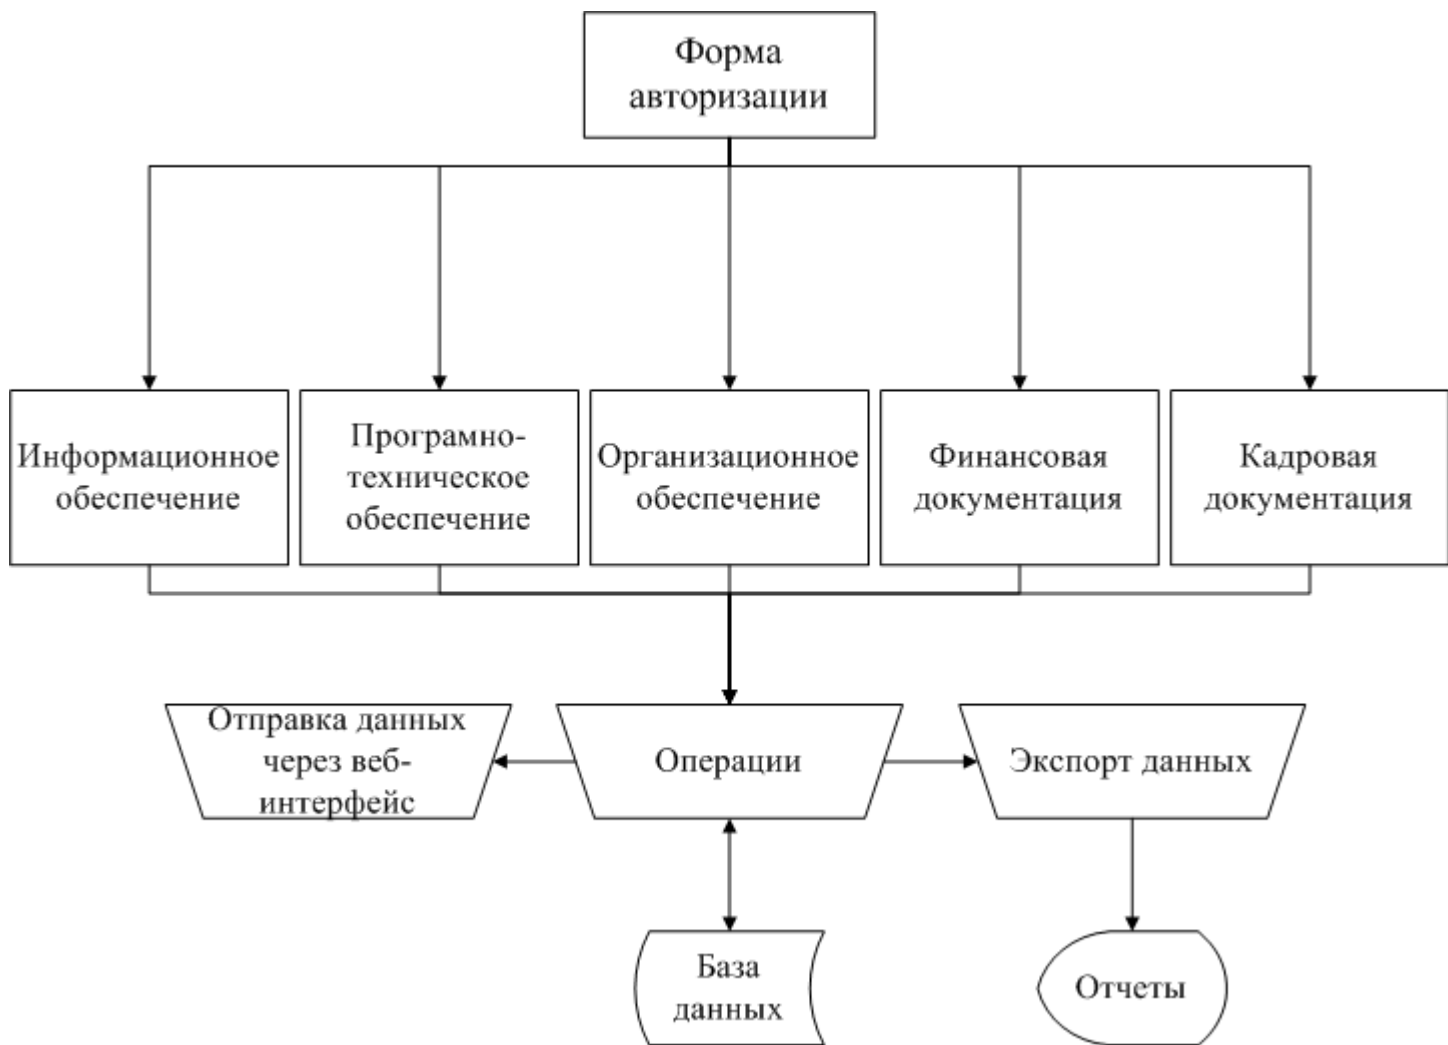 Форма
авторизации
Информационное
обеспечение
Програмно-
техническое
обеспечение
Организационное
обеспечение
Финансовая
документация
Кадровая
документация
Отправка данных
через веб-
интерфейс
Операции
Экспорт данных
База
данных
Отчеты